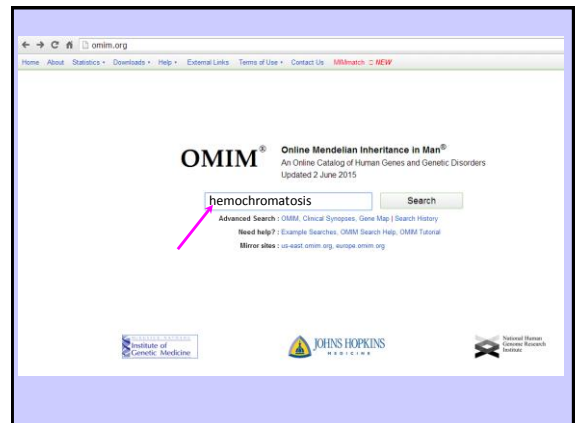 omim.org
Home About Statistics Downloads Help External Links Terms of Use Contact Us MIMmatch NEW
OMIM®
Online Mendelian Inheritance in Man®
An Online Catalog of Human Genes and Genetic Disorders
Updated 2 June 2015
hemochromatosis
Search
Advanced Search : OMIM, Clinical Synopses, Gene Map | Search History
Need help? : Example Searches, OMIM Search Help, OMIM Tutorial
Mirror sites : us-east.omim.org, europe.omim.org
Institute of
Genetic Medicine
JOHNS HOPKINS
MEDICINE
National Human
Genome Research
Institute